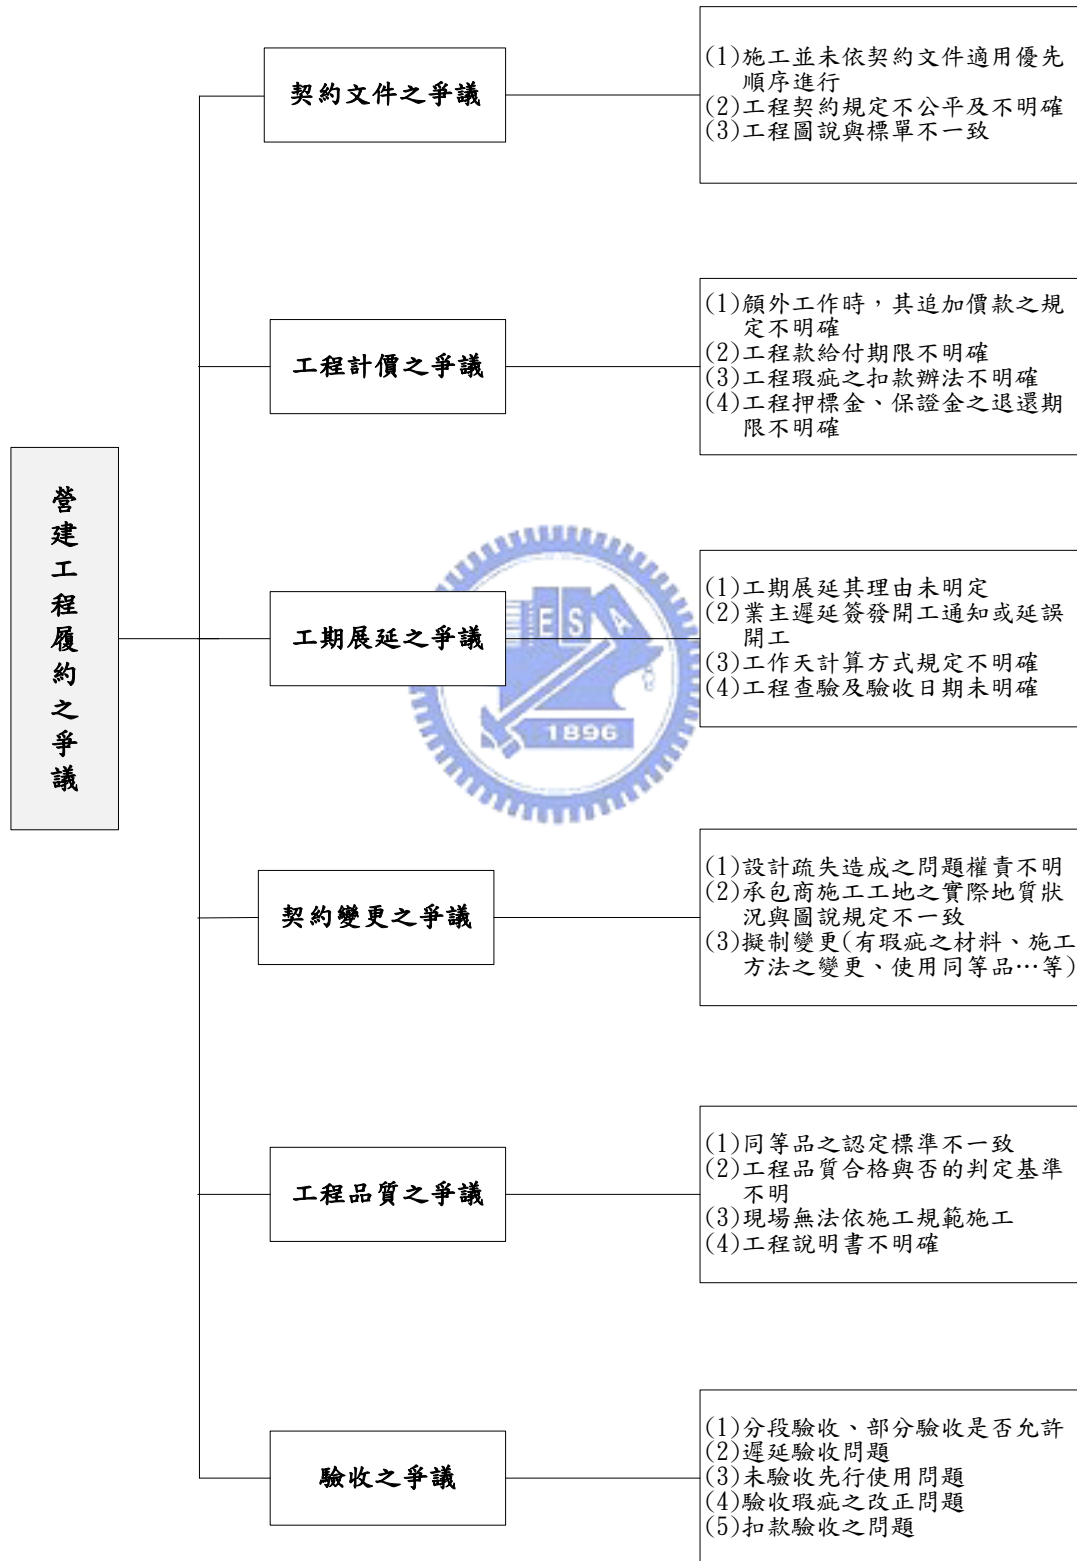 營建工程履約之爭議
契約文件之爭議
(1)施工並未依契約文件適用優先
順序進行
(2)工程契約規定不公平及不明確
(3)工程圖說與標單不一致
工程計價之爭議
(1)額外工作時，其追加價款之規
定不明確
(2)工程款給付期限不明確
(3)工程瑕疵之扣款辦法不明確
(4)工程押標金、保證金之退還期
限不明確
工期展延之爭議
(1)工期展延其理由未明定
(2)業主遲延簽發開工通知或延誤
開工
(3)工作天計算方式規定不明確
(4)工程查驗及驗收日期未明確
ESA
1896
契約變更之爭議
(1)設計疏失造成之問題權責不明
(2)承包商施工工地之實際地質狀
況與圖說規定不一致
(3)擬制變更(有瑕疵之材料、施工
方法之變更、使用同等品…等)
工程品質之爭議
(1)同等品之認定標準不一致
(2)工程品質合格與否的判定基準
不明
(3)現場無法依施工規範施工
(4)工程說明書不明確
驗收之爭議
(1)分段驗收、部分驗收是否允許
(2)遲延驗收問題
(3)未驗收先行使用問題
(4)驗收瑕疵之改正問題
(5)扣款驗收之問題